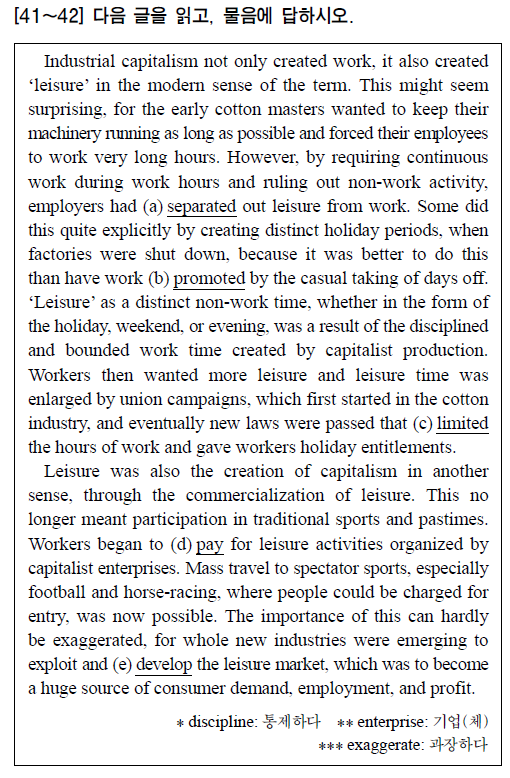 [41~42] 다음 글을 읽고, 물음에 답하시오.
Industrial capitalism not only created work, it also created
‘leisure’ in the modern sense of the term. This might seem
surprising, for the early cotton masters wanted to keep their
machinery running as long as possible and forced their employees
to work very long hours. However, by requiring continuous
work during work hours and ruling out non-work activity,
employers had (a) separated out leisure from work. Some did
this quite explicitly by creating distinct holiday periods, when
factories were shut down, because it was better to do this
than have work (b) promoted by the casual taking of days off.
‘Leisure’ as a distinct non-work time, whether in the form of
the holiday, weekend, or evening, was a result of the disciplined
and bounded work time created by capitalist production.
Workers then wanted more leisure and leisure time was
enlarged by union campaigns, which first started in the cotton
industry, and eventually new laws were passed that (c) limited
the hours of work and gave workers holiday entitlements.
Leisure was also the creation of capitalism in another
sense, through the commercialization of leisure. This no
longer meant participation in traditional sports and pastimes.
Workers began to (d) pay for leisure activities organized by
capitalist enterprises. Mass travel to spectator sports, especially
football and horse-racing, where people could be charged for
entry, was now possible. The importance of this can hardly
be exaggerated, for whole new industries were emerging to
exploit and (e) develop the leisure market, which was to become
a huge source of consumer demand, employment, and profit.
* discipline: 통제하다 ** enterprise: 기업(체)
*** exaggerate: 과장하다